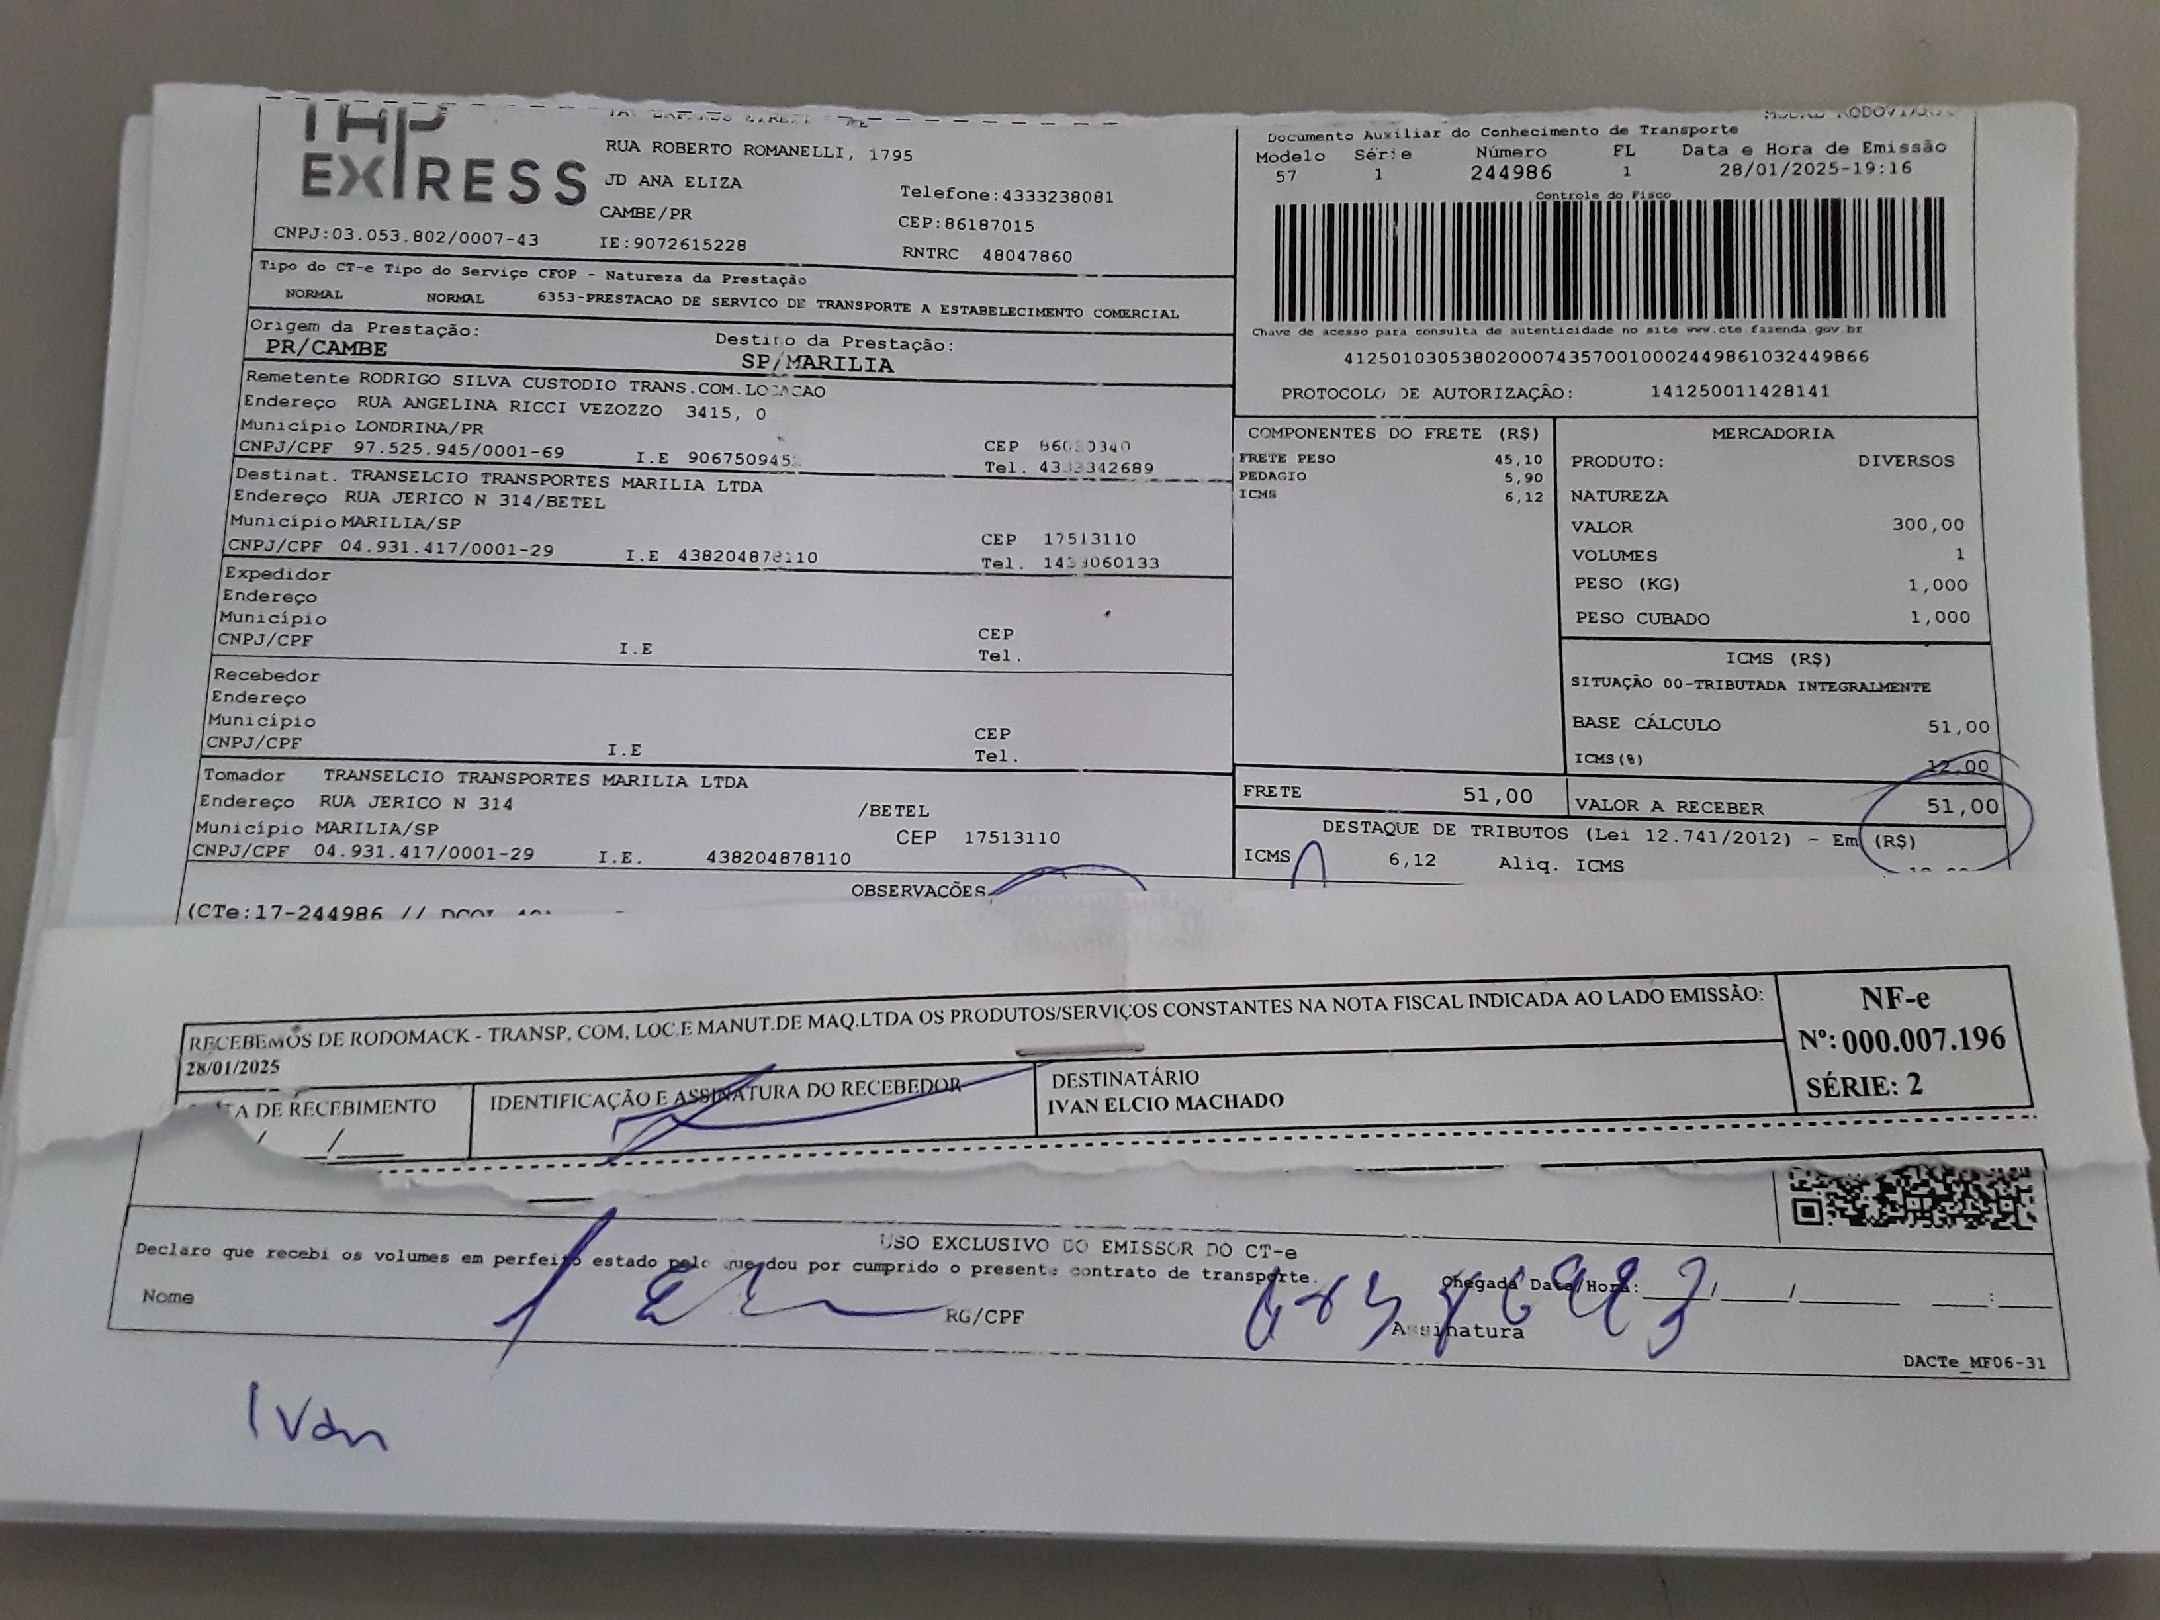 THP
EXPRESS
RUA ROBERTO ROMANELLI, 1795
JD ANA ELIZA
Telefone:4333238081
CAMBE/PR
CEP:86187015
CNPJ:03.053.802/0007-43
IE:9072615228
RNTRC 48047860
Documento Auxiliar do Conhecimento de Transporte
Modelo Série Número FL Data e Hora de Emissão
57 1 244986 1 28/01/2025-19:16
Controle do Fisco
Chave de acesso para consulta de autenticidade no site www.cte.fazenda.gov.br
41250103053802000743570010002449861032449866
PROTOCOLO DE AUTORIZAÇÃO: 141250011428141
Tipo do CT-e Tipo do Serviço CFOP - Natureza da Prestação
NORMAL NORMAL 6353-PRESTACAO DE SERVICO DE TRANSPORTE A ESTABELECIMENTO COMERCIAL
Origem da Prestação: Destino da Prestação:
PR/CAMBE SP/MARILIA
Remetente RODRIGO SILVA CUSTODIO TRANS.COM.LOCACAO
Endereço RUA ANGELINA RICCI VEZOZZO 3415, 0
Município LONDRINA/PR CEP
CNPJ/CPF 97.525.945/0001-69 I.E Tel.
Destinat. TRANSELCIO TRANSPORTES MARILIA LTDA
Endereço RUA JERICO N 314/BETEL
Município MARILIA/SP CEP 17513110
CNPJ/CPF 04.931.417/0001-29 I.E 438204878110 Tel.
Expedidor
Endereço
Município CEP
CNPJ/CPF I.E Tel.
Recebedor
Endereço
Município CEP
CNPJ/CPF I.E Tel.
Tomador TRANSELCIO TRANSPORTES MARILIA LTDA
Endereço RUA JERICO N 314 /BETEL
Município MARILIA/SP CEP 17513110
CNPJ/CPF 04.931.417/0001-29 I.E. 438204878110
COMPONENTES DO FRETE (R$)
FRETE PESO 45,10
PEDAGIO 5,90
ICMS 6,12
MERCADORIA
PRODUTO: DIVERSOS
NATUREZA
VALOR 300,00
VOLUMES 1
PESO (KG) 1,000
PESO CUBADO 1,000
ICMS (R$)
SITUAÇÃO 00-TRIBUTADA INTEGRALMENTE
BASE CÁLCULO 51,00
ICMS(%) 12,00
FRETE 51,00
VALOR A RECEBER 51,00
DESTAQUE DE TRIBUTOS (Lei 12.741/2012) - Em (R$)
ICMS 6,12 Aliq. ICMS
OBSERVAÇÕES
(CTe:17-244986 //
RECEBEMOS DE RODOMACK - TRANSP, COM, LOC.E MANUT.DE MAQ.LTDA OS PRODUTOS/SERVIÇOS CONSTANTES NA NOTA FISCAL INDICADA AO LADO EMISSÃO:
28/01/2025
NF-e
Nº:000.007.196
SÉRIE: 2
DE RECEBIMENTO
IDENTIFICAÇÃO E ASSINATURA DO RECEBEDOR
DESTINATÁRIO
IVAN ELCIO MACHADO
USO EXCLUSIVO DO EMISSOR DO CT-e
Declaro que recebi os volumes em perfeito estado pelo que dou por cumprido o presente contrato de transporte.
Chegada Data/Hora: / / :
Nome RG/CPF Assinatura
DACTe_MF06-31
Ivan